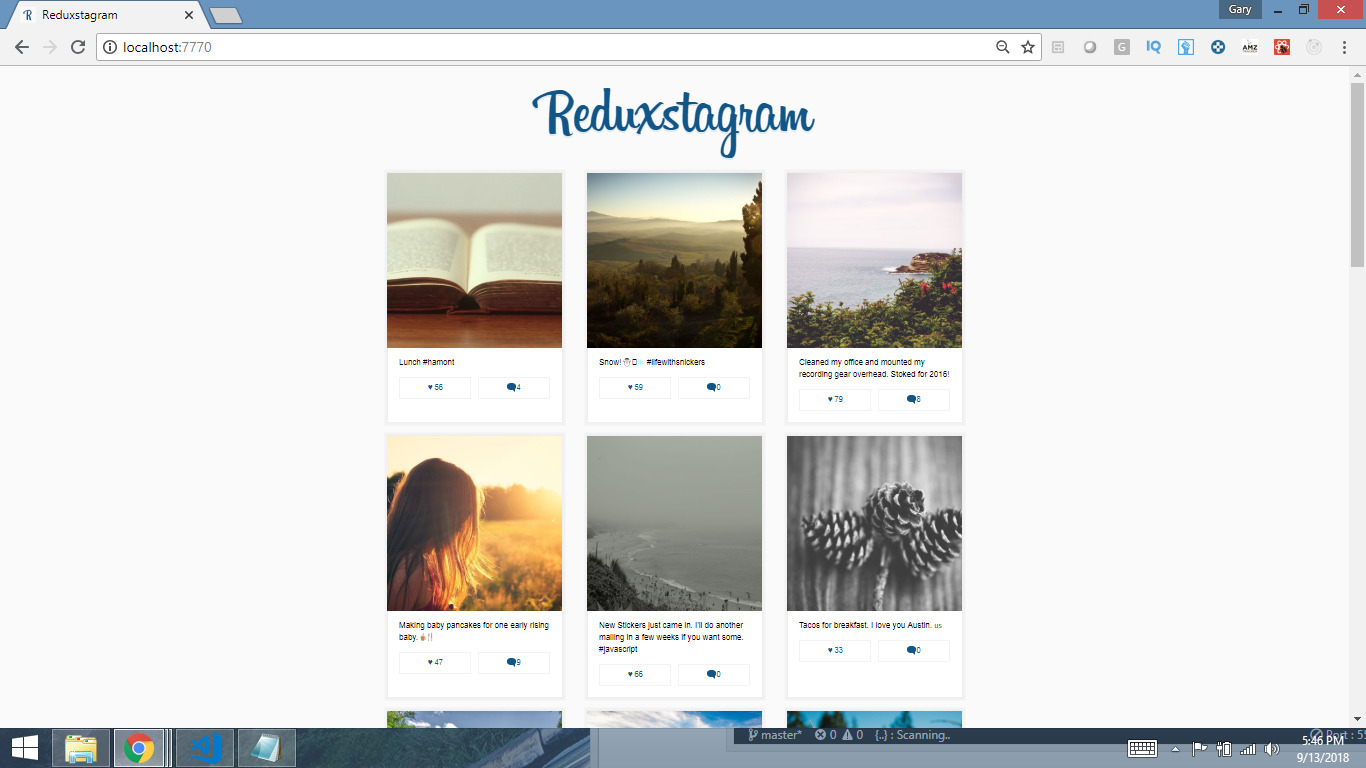 Reduxstagram
Gary
localhost:7770
G
IQ
AMZ
Reduxstagram
Lunch #hamont
♥ 56
4
Snow! ⛄️❄️ #lifewithsnickers
♥ 59
0
Cleaned my office and mounted my
recording gear overhead. Stoked for 2016!
♥ 79
8
Making baby pancakes for one early rising
baby.
♥ 47
9
New Stickers just came in. I'll do another
mailing in a few weeks if you want some.
#javascript
♥ 66
0
Tacos for breakfast. I love you Austin. us
♥ 33
0
master*
0
0
{..} : Scanning..
Port : 55
5:46 PM
9/13/2018